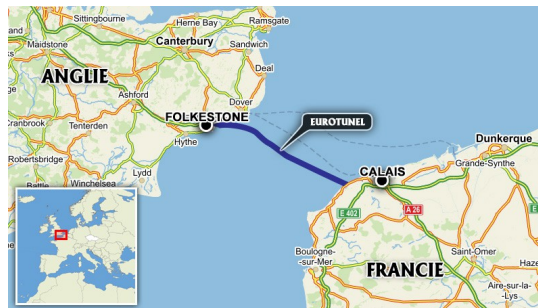 Sittingbourne
Herne Bay
Ramsgate
Maidstone
Canterbury
Sandwich
Deal
ANGLIE
Ashford
Dover
FOLKESTONE
EUROTUNEL
Cranbrook
Tenterden
Hythe
Dunkerque
Robertsbridge
Lydd
CALAIS
Grande-Synthe
Battle
Winchelsea
E 402
A 26
Boulogne-
-sur-Mer
Saint-Omer
FRANCIE
Haze
Aire-sur-la-
-Lys